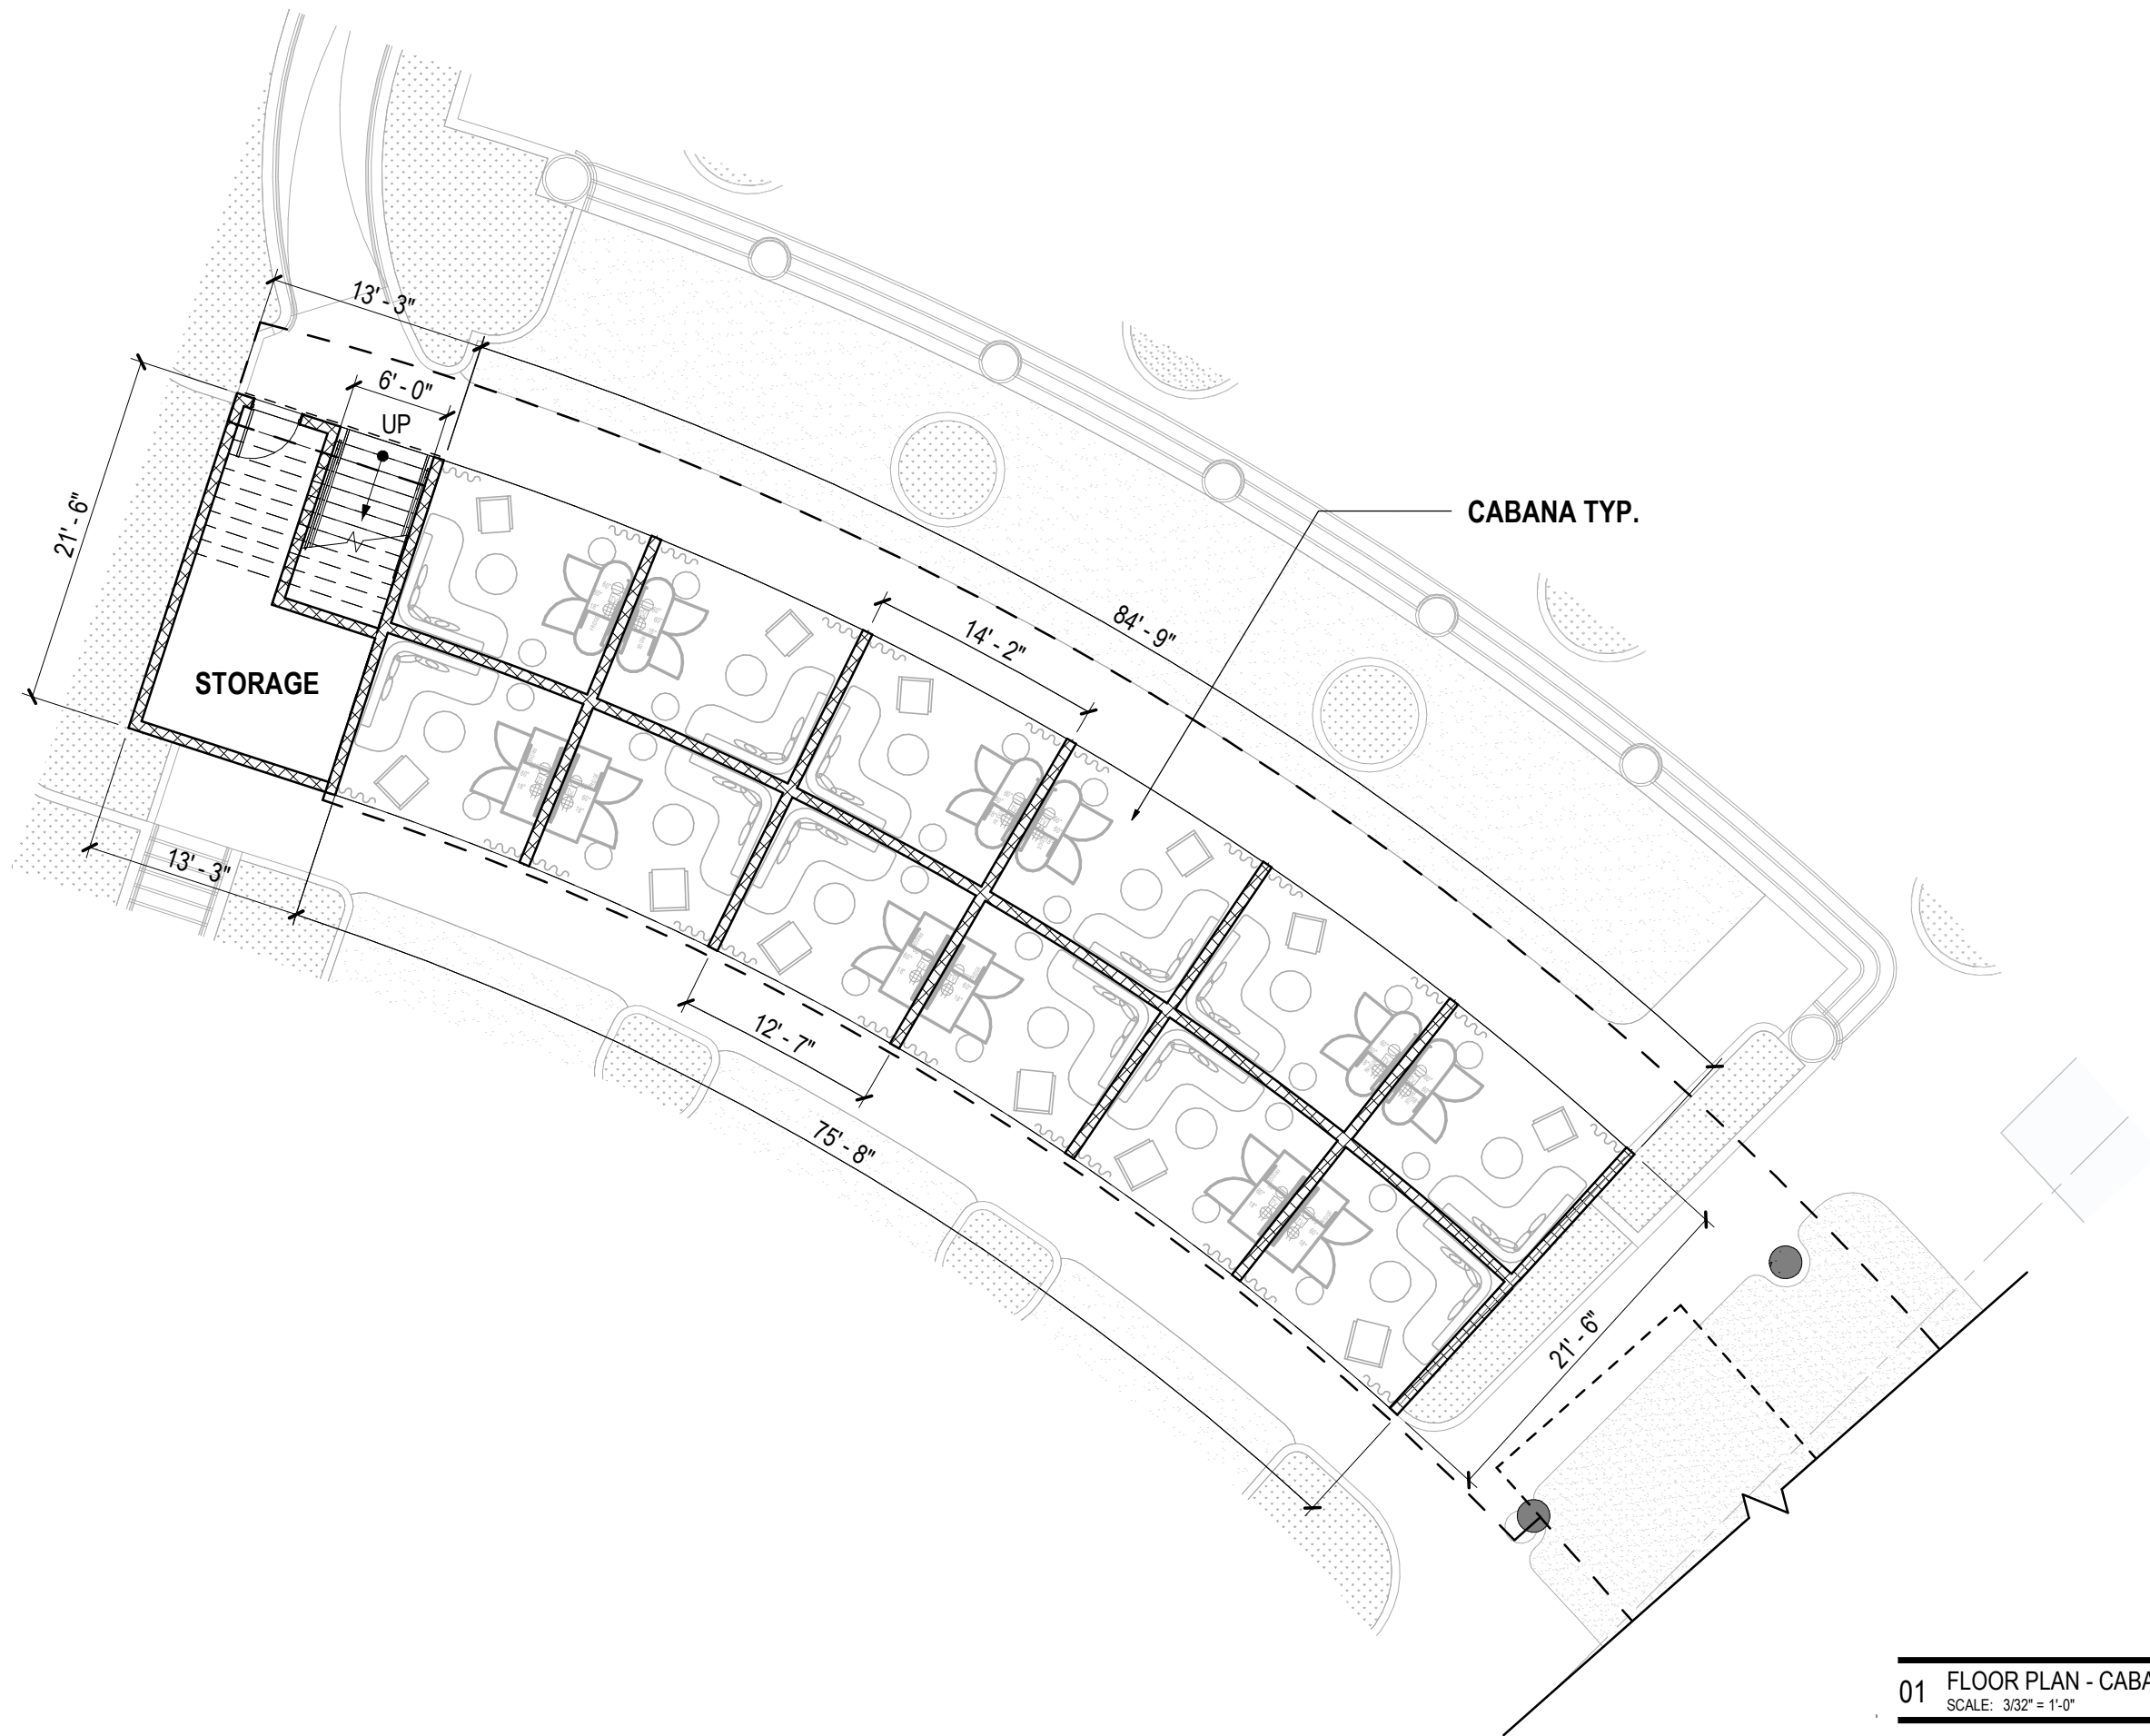 13' - 3"
6' - 0"
UP
21' - 6"
CABANA TYP.
84' - 9"
14' - 2"
STORAGE
13' - 3"
12' - 7"
75' - 8"
21' - 6"
01 FLOOR PLAN - CABA
SCALE: 3/32" = 1'-0"